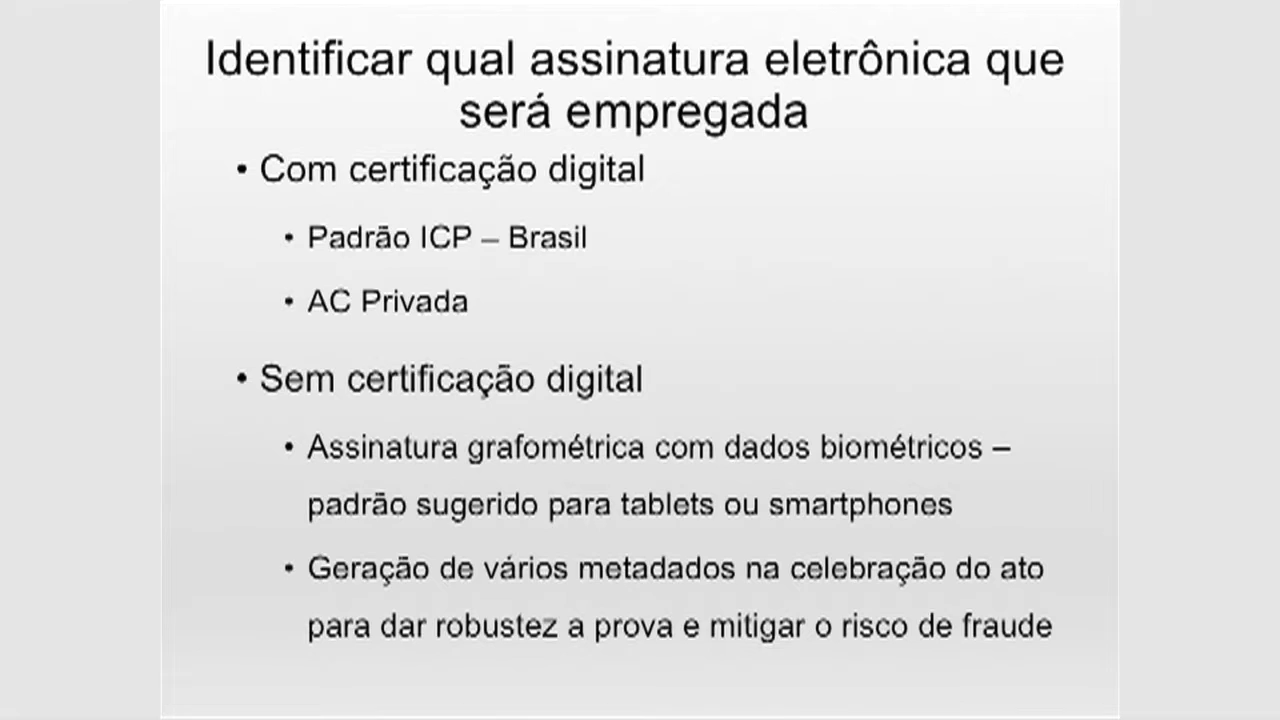 Identificar qual assinatura eletrônica que
será empregada
• Com certificação digital
• Padrão ICP – Brasil
• AC Privada
• Sem certificação digital
• Assinatura grafométrica com dados biométricos –
padrão sugerido para tablets ou smartphones
• Geração de vários metadados na celebração do ato
para dar robustez a prova e mitigar o risco de fraude